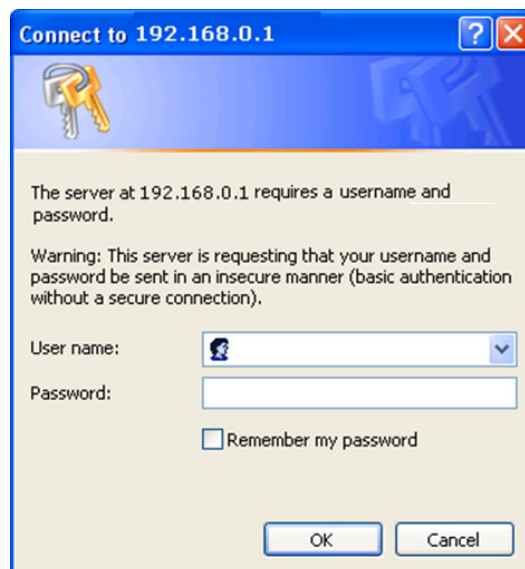 Connect to 192.168.0.1
The server at 192.168.0.1 requires a username and
password.
Warning: This server is requesting that your username and
password be sent in an insecure manner (basic authentication
without a secure connection).
User name:
Password:
Remember my password
OK Cancel